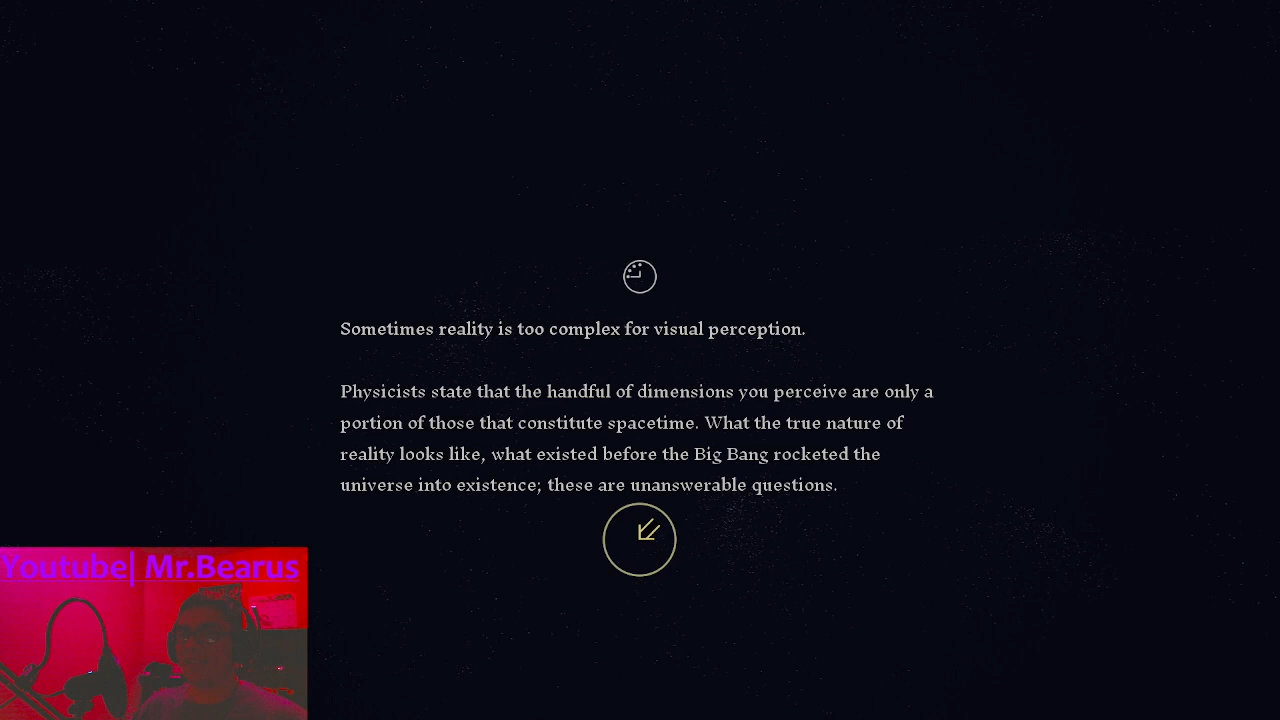 Sometimes reality is too complex for visual perception.
Physicists state that the handful of dimensions you perceive are only a
portion of those that constitute spacetime. What the true nature of
reality looks like, what existed before the Big Bang rocketed the
universe into existence; these are unanswerable questions.
Youtube| Mr.Bearus